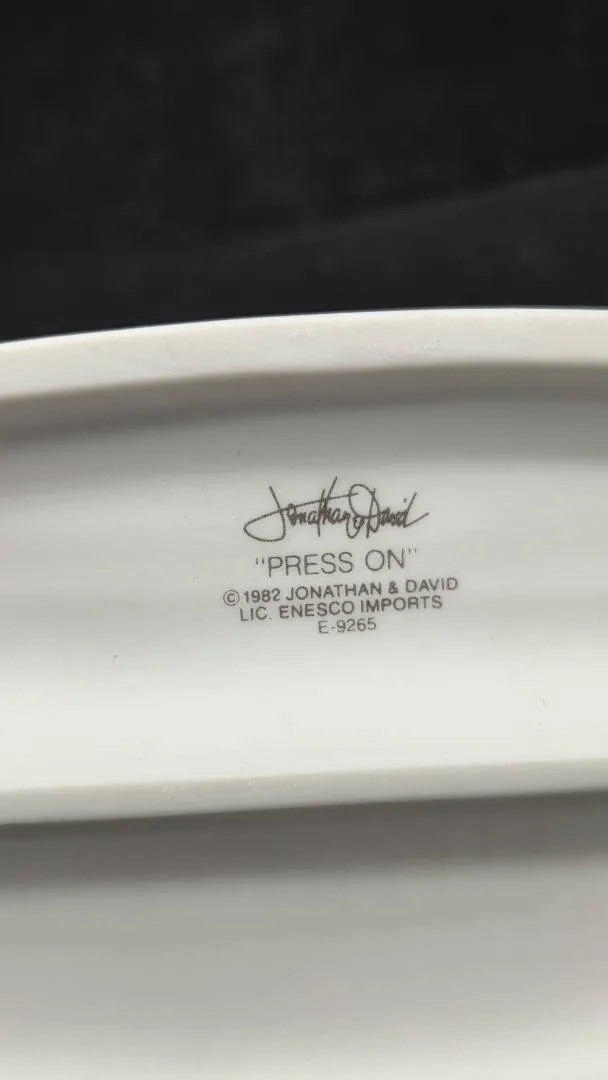 Jonathan & David
"PRESS ON"
©1982 JONATHAN & DAVID
LIC. ENESCO IMPORTS
E-9265